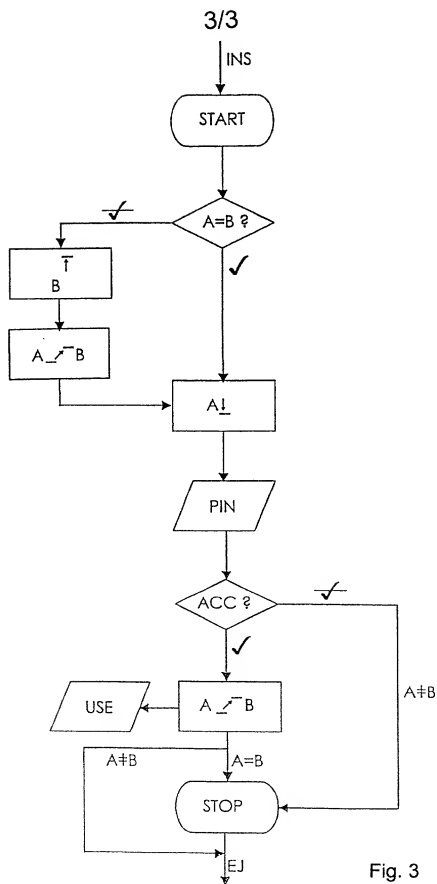 3/3
INS
START
A=B ?
✓
✓
B
A B
A
PIN
ACC ?
✓
✓
A B
USE
A≠B
A≠B
A=B
STOP
EJ
Fig. 3